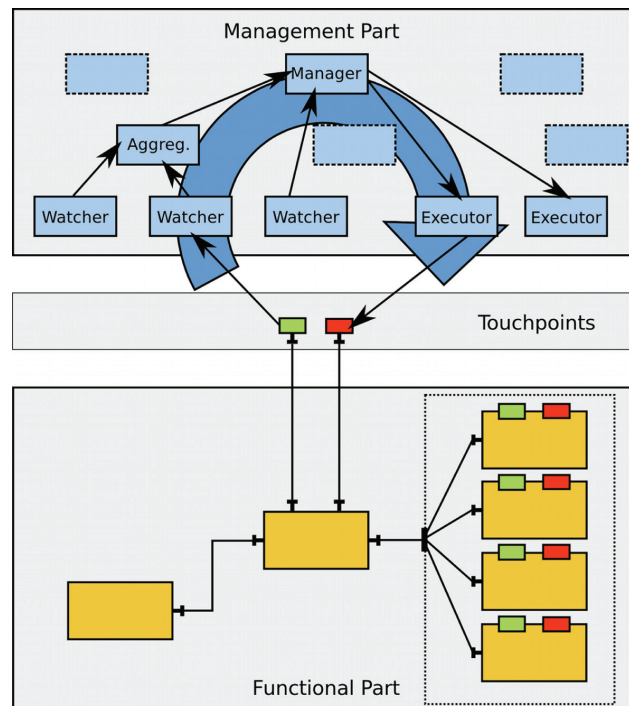 Management Part
Manager
Aggreg.
Watcher
Watcher
Watcher
Executor
Executor
Touchpoints
Functional Part